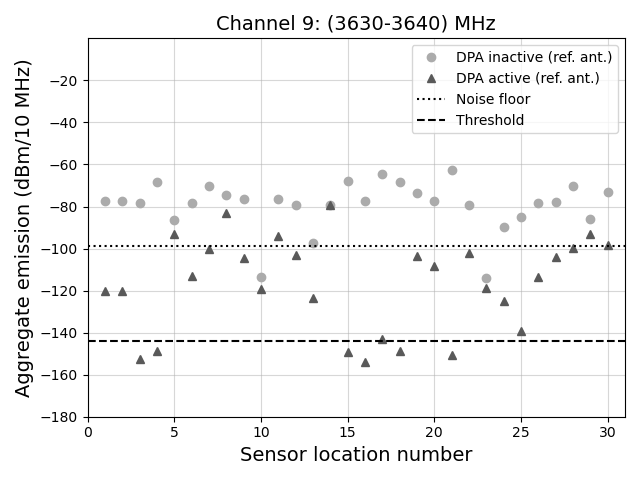 Channel 9: (3630-3640) MHz
DPA inactive (ref. ant.)
DPA active (ref. ant.)
Noise floor
Threshold
Aggregate emission (dBm/10 MHz)
−20
−40
−60
−80
−100
−120
−140
−160
−180
0 5 10 15 20 25 30
Sensor location number